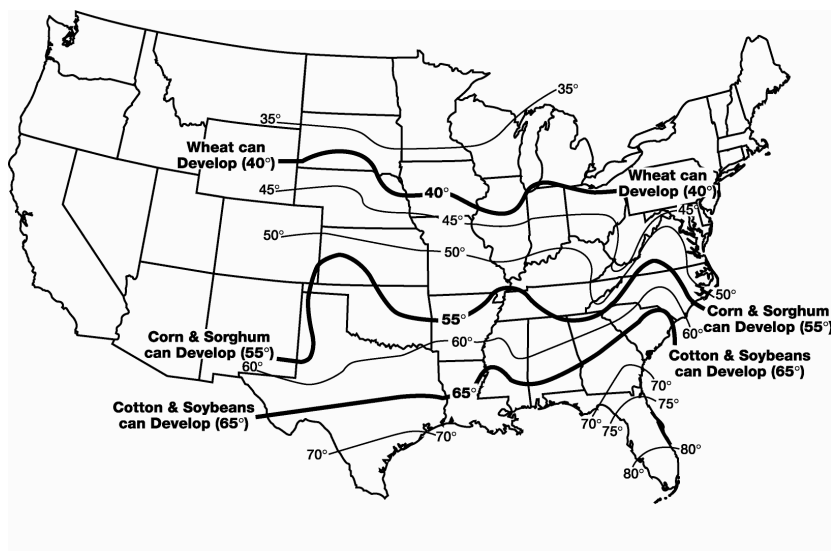 35°
35°
Wheat can
Develop (40°)
Wheat can
Develop (40°)
45°
40°
45°
45°
50°
50°
50°
Corn & Sorghum
can Develop (55°)
55°
60°
Corn & Sorghum
can Develop (55°)
60°
60°
Cotton & Soybeans
can Develop (65°)
65°
70°
75°
Cotton & Soybeans
can Develop (65°)
70°
75°
70°
70°
80°
80°